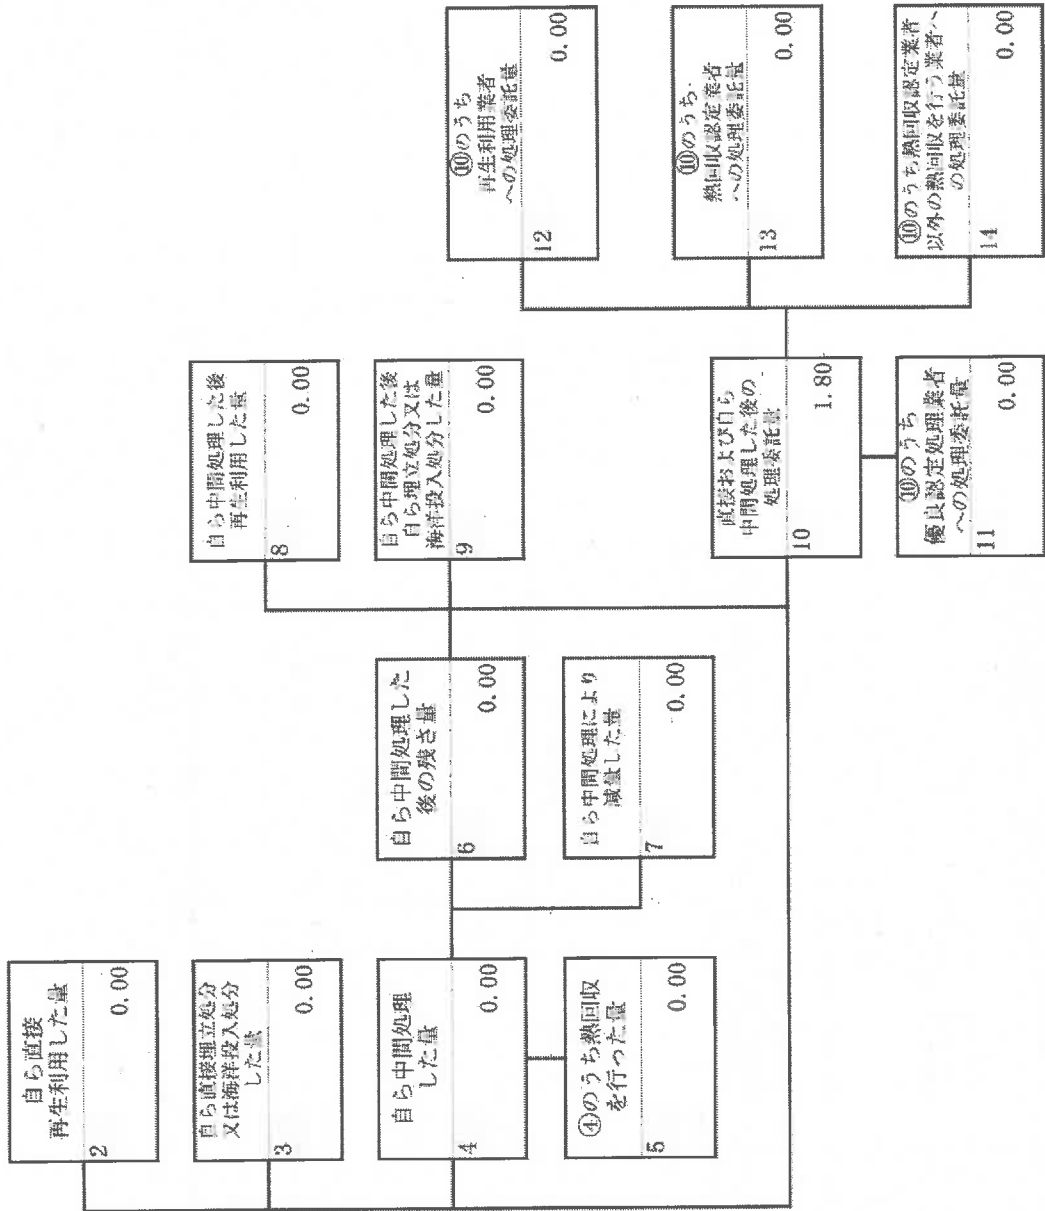 自ら直接
再生利用した量
2
0.00
自ら直接埋立処分
又は海洋投入処分
した量
3
0.00
自ら中間処理
した量
4
0.00
④のうち熱回収
を行った量
5
0.00
自ら中間処理した
後の残さ量
6
0.00
自ら中間処理により
減量した量
7
0.00
自ら中間処理した後
再生利用した量
8
0.00
自ら中間処理した後
自ら埋立処分又は
海洋投入処分した量
9
0.00
直接および自ら
中間処理した後の
処理委託量
10
1.80
⑩のうち
優良認定処理業者
への処理委託量
11
0.00
⑩のうち
再生利用業者
への処理委託量
12
0.00
⑩のうち
熱回収認定業者
への処理委託量
13
0.00
⑩のうち熱回収認定業者
以外の熱回収を行う業者へ
の処理委託量
14
0.00